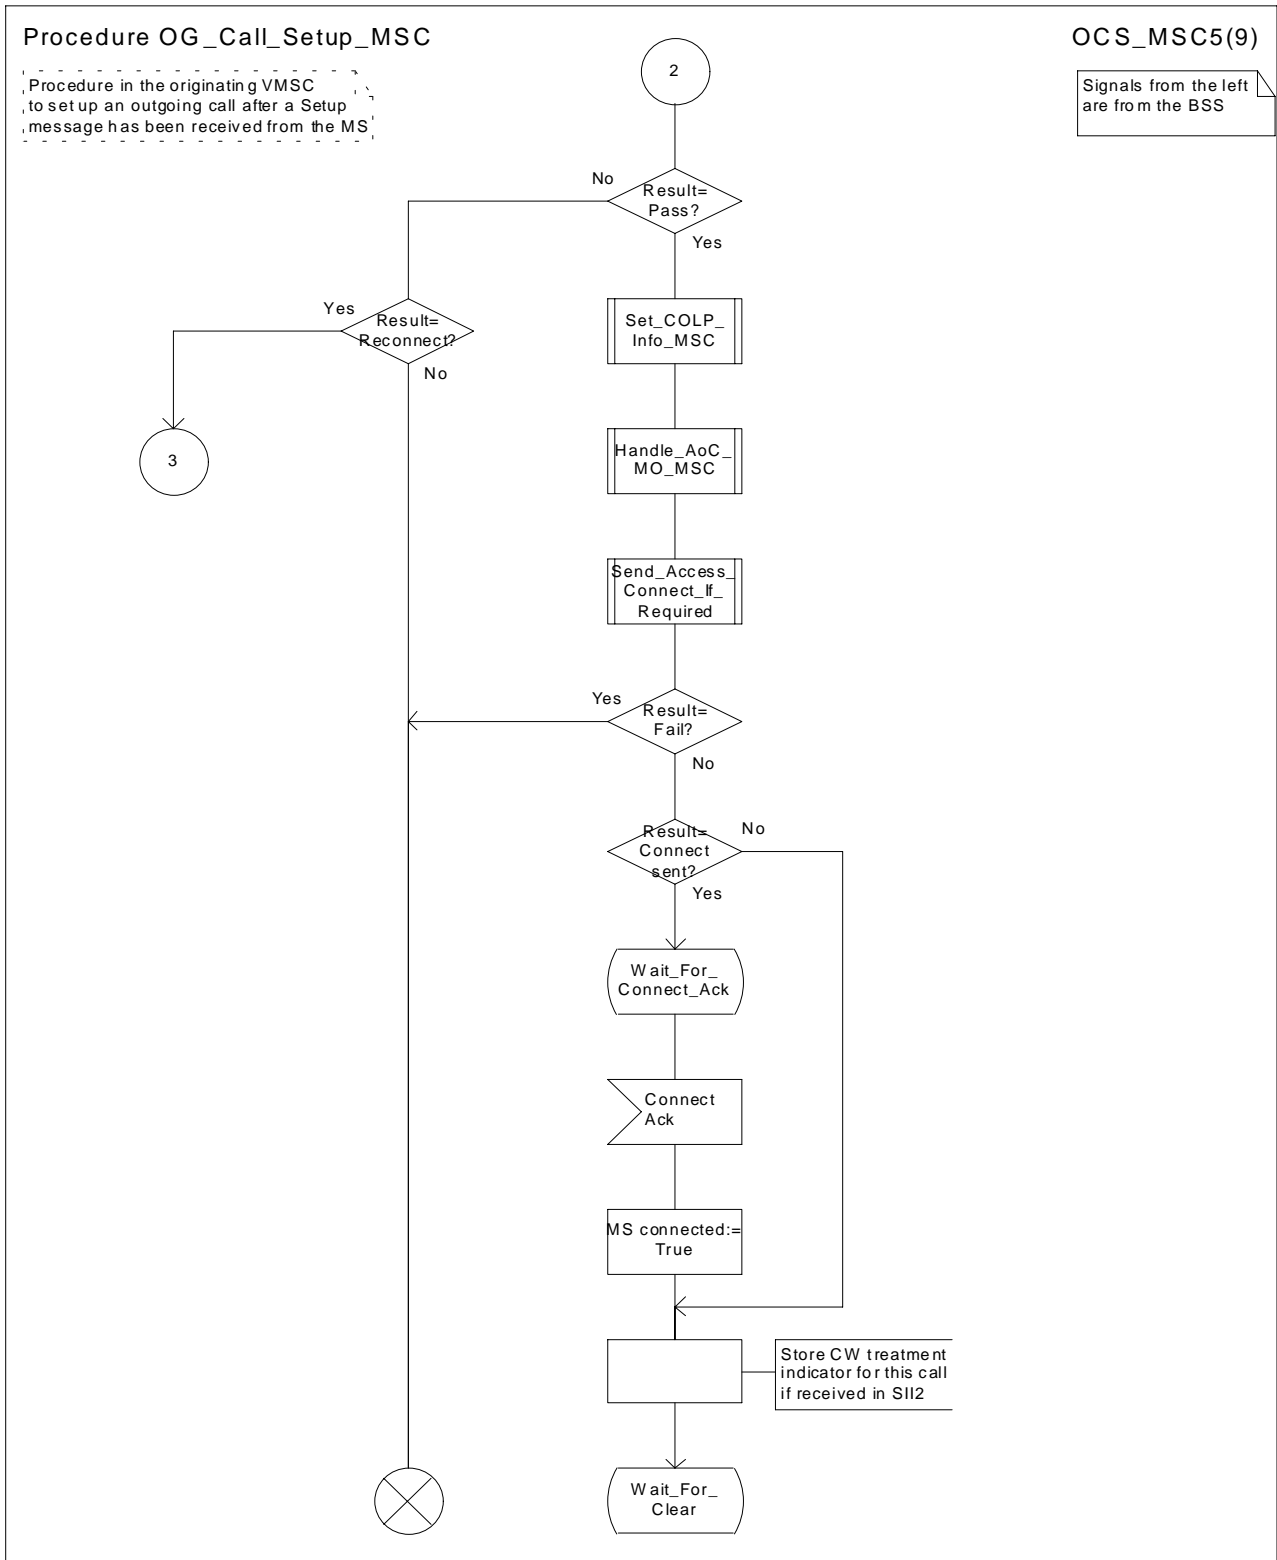 Procedure OG_Call_Setup_MSC
OCS_MSC5(9)
Procedure in the originating VMSC
to set up an outgoing call after a Setup
message has been received from the MS
Signals from the left
are from the BSS
2
No
Result=
Pass?
Yes
Yes
Result=
Reconnect?
No
Set_COLP_
Info_MSC
3
Handle_AoC_
MO_MSC
Send_Access_
Connect_If_
Required
Yes
Result=
Fail?
No
Result=
Connect
sent?
No
Yes
Wait_For_
Connect_Ack
Connect
Ack
MS connected:=
True
Store CW treatment
indicator for this call
if received in SII2
Wait_For_
Clear